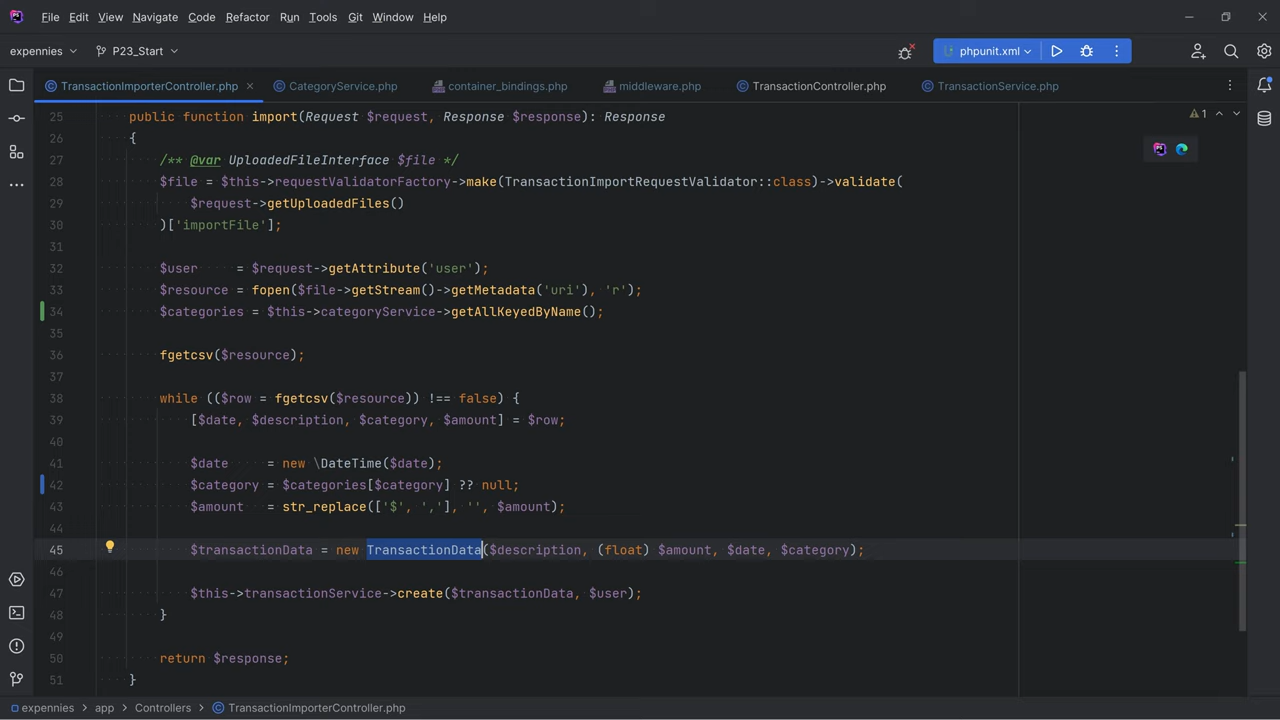 File Edit View Navigate Code Refactor Run Tools Git Window Help
expennies P23_Start phpunit.xml
TransactionImporterController.php CategoryService.php container_bindings.php middleware.php TransactionController.php TransactionService.php
25 public function import(Request $request, Response $response): Response
1
26 {
27 /** @var UploadedFileInterface $file */
28 $file = $this->requestValidatorFactory->make(TransactionImportRequestValidator::class)->validate(
29 $request->getUploadedFiles()
30 )['importFile'];
31
32 $user = $request->getAttribute('user');
33 $resource = fopen($file->getStream()->getMetadata('uri'), 'r');
34 $categories = $this->categoryService->getAllKeyedByName();
35
36 fgetcsv($resource);
37
38 while (($row = fgetcsv($resource)) !== false) {
39 [$date, $description, $category, $amount] = $row;
40
41 $date = new \DateTime($date);
42 $category = $categories[$category] ?? null;
43 $amount = str_replace(['$', ','], '', $amount);
44
45 $transactionData = new TransactionData($description, (float) $amount, $date, $category);
46
47 $this->transactionService->create($transactionData, $user);
48 }
49
50 return $response;
51 }
expennies app Controllers TransactionImporterController.php